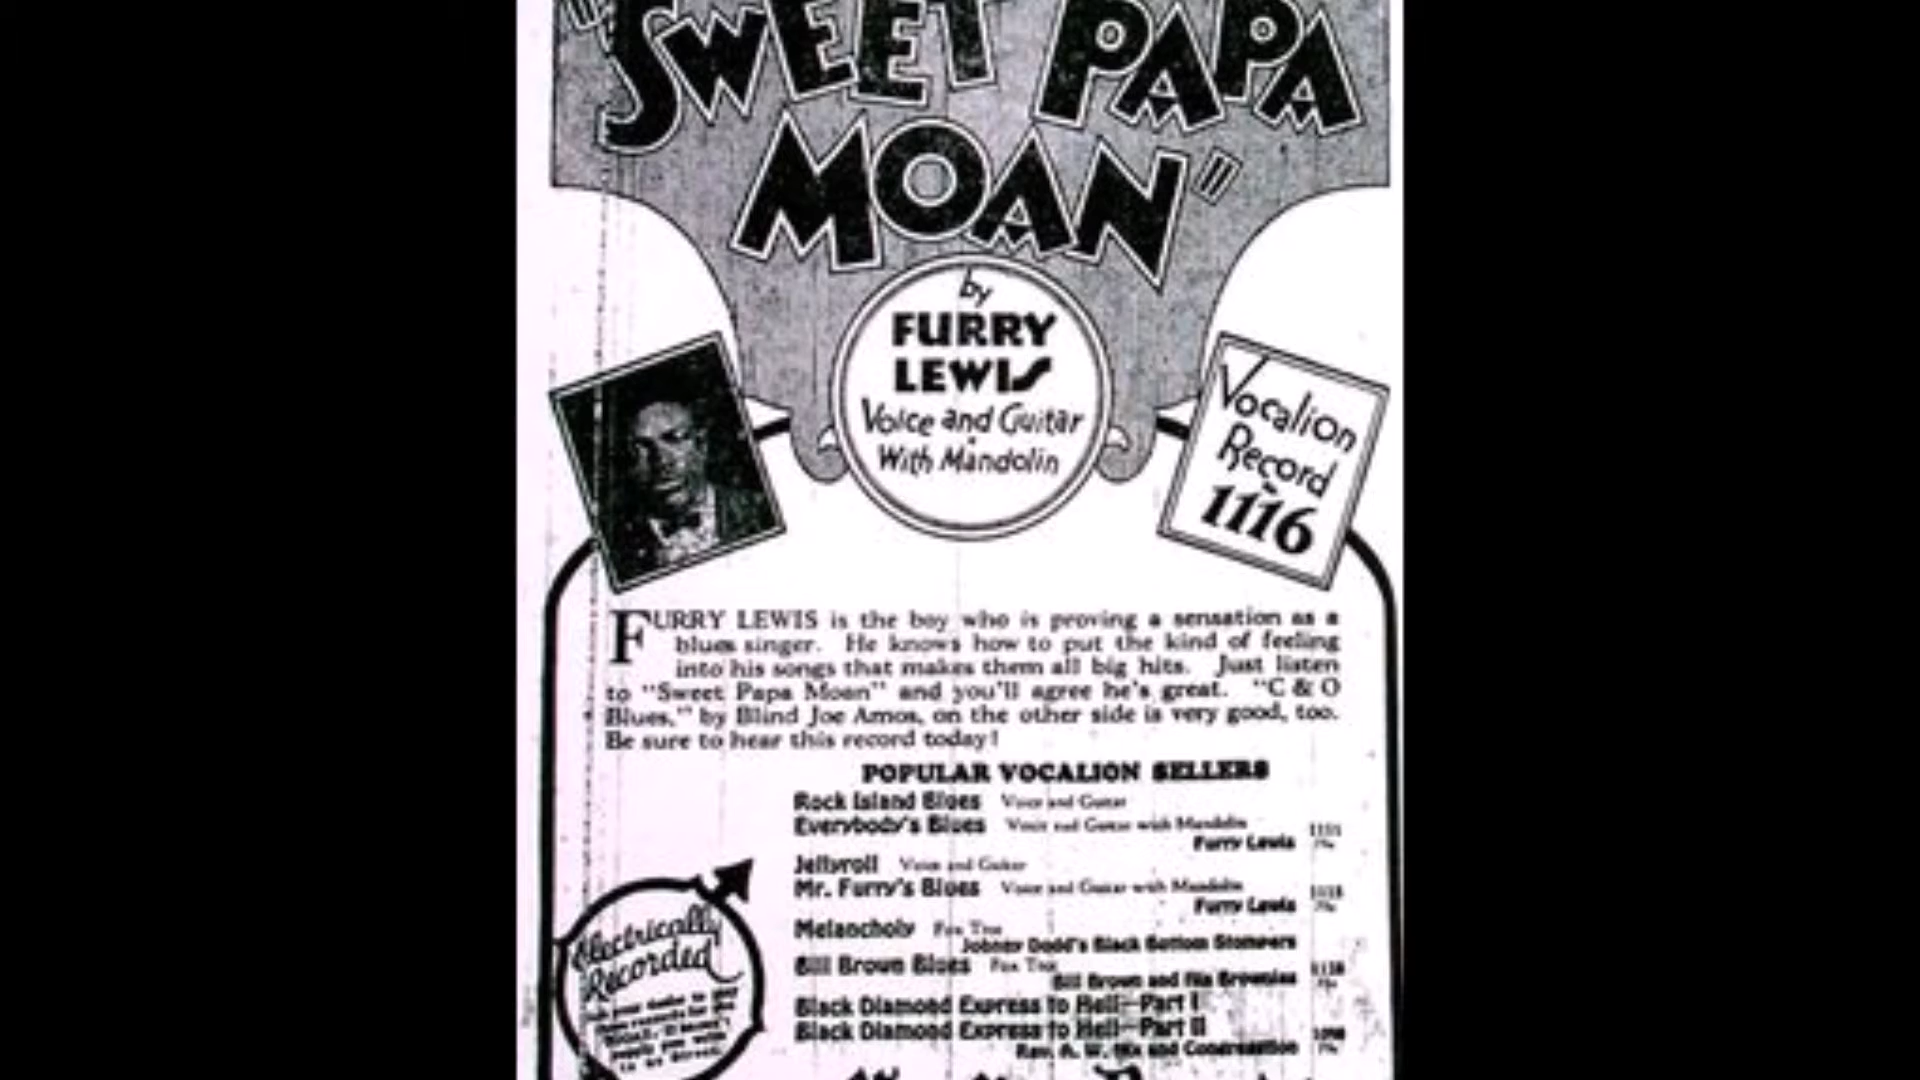 "SWEET PAPA
MOAN"
by
FURRY
LEWIS
Voice and Guitar
With Mandolin
Vocalion
Record
1116
FURRY LEWIS is the boy who is proving a sensation as a
blues singer. He knows how to put the kind of feeling
into his songs that makes them all big hits. Just listen
to "Sweet Papa Moan" and you'll agree he's great. "C & O
Blues," by Blind Joe Amos, on the other side is very good, too.
Be sure to hear this record today!
POPULAR VOCALION SELLERS
Rock Island Blues Voice and Guitar
Everybody's Blues Voice and Guitar with Mandolin
Furry Lewis
Jellyroll Voice and Guitar
Mr. Furry's Blues Voice and Guitar with Mandolin
Furry Lewis
Melancholy Fox Trot
Johnny Dodd's Black Bottom Stompers
Bill Brown Blues Fox Trot
Bill Brown and His Brownies
Black Diamond Express to Hell—Part I
Black Diamond Express to Hell—Part II
Rev. A. W. Nix and Congregation
Electrically
Recorded